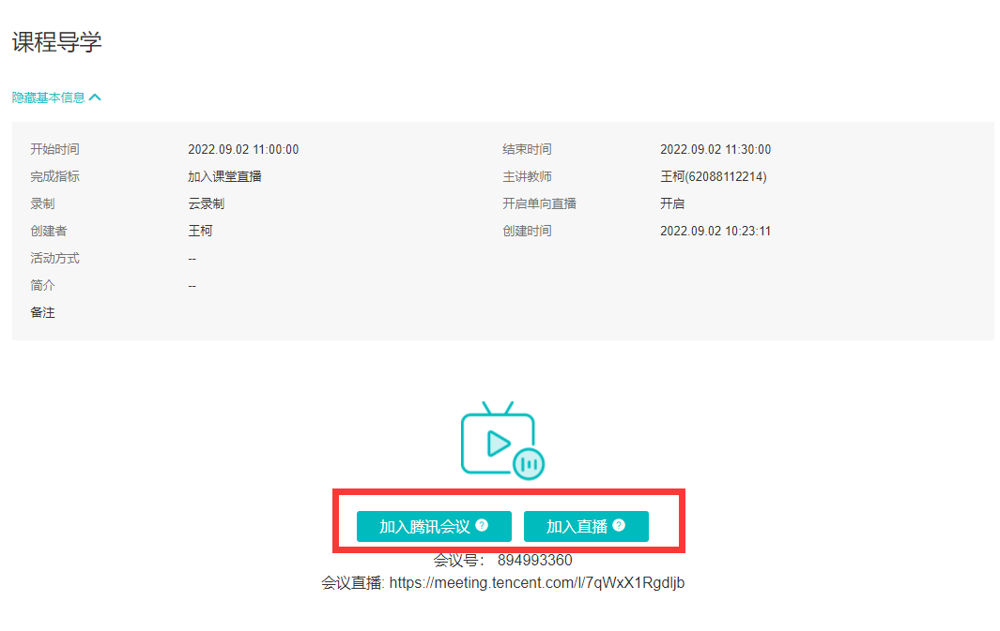 课程导学
隐藏基本信息
开始时间 2022.09.02 11:00:00 结束时间 2022.09.02 11:30:00
完成指标 加入课堂直播 主讲教师 王柯(62088112214)
录制 云录制 开启单向直播 开启
创建者 王柯 创建时间 2022.09.02 10:23:11
活动方式 --
简介 --
备注
加入腾讯会议 ? 加入直播 ?
会议号： 894993360
会议直播: https://meeting.tencent.com/l/7qWxX1Rgdljb